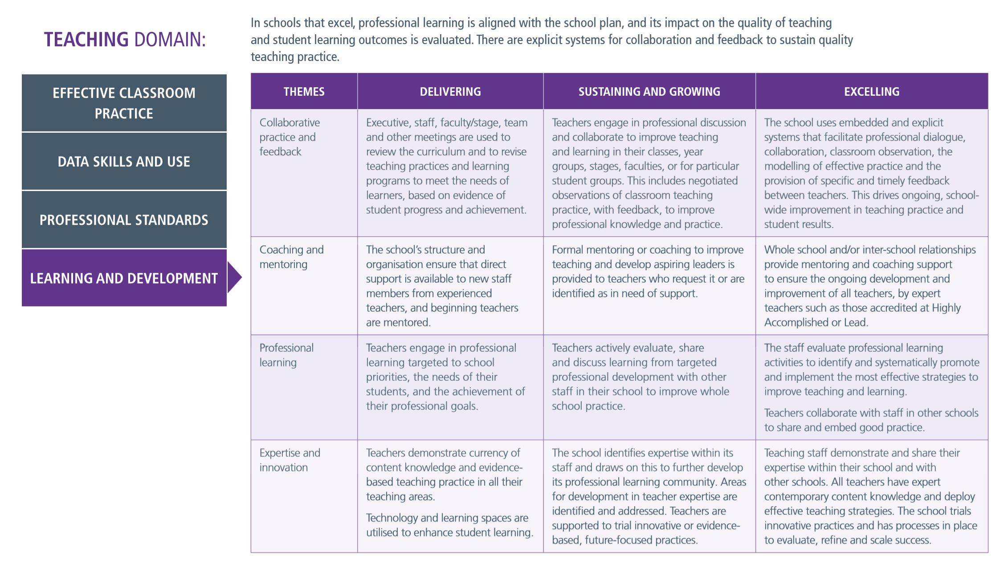 TEACHING DOMAIN:
In schools that excel, professional learning is aligned with the school plan, and its impact on the quality of teaching
and student learning outcomes is evaluated. There are explicit systems for collaboration and feedback to sustain quality
teaching practice.
EFFECTIVE CLASSROOM
PRACTICE
DATA SKILLS AND USE
PROFESSIONAL STANDARDS
LEARNING AND DEVELOPMENT
THEMES
DELIVERING
SUSTAINING AND GROWING
EXCELLING
Collaborative
practice and
feedback
Executive, staff, faculty/stage, team
and other meetings are used to
review the curriculum and to revise
teaching practices and learning
programs to meet the needs of
learners, based on evidence of
student progress and achievement.
Teachers engage in professional discussion
and collaborate to improve teaching
and learning in their classes, year
groups, stages, faculties, or for particular
student groups. This includes negotiated
observations of classroom teaching
practice, with feedback, to improve
professional knowledge and practice.
The school uses embedded and explicit
systems that facilitate professional dialogue,
collaboration, classroom observation, the
modelling of effective practice and the
provision of specific and timely feedback
between teachers. This drives ongoing, school-
wide improvement in teaching practice and
student results.
Coaching and
mentoring
The school’s structure and
organisation ensure that direct
support is available to new staff
members from experienced
teachers, and beginning teachers
are mentored.
Formal mentoring or coaching to improve
teaching and develop aspiring leaders is
provided to teachers who request it or are
identified as in need of support.
Whole school and/or inter-school relationships
provide mentoring and coaching support
to ensure the ongoing development and
improvement of all teachers, by expert
teachers such as those accredited at Highly
Accomplished or Lead.
Professional
learning
Teachers engage in professional
learning targeted to school
priorities, the needs of their
students, and the achievement of
their professional goals.
Teachers actively evaluate, share
and discuss learning from targeted
professional development with other
staff in their school to improve whole
school practice.
The staff evaluate professional learning
activities to identify and systematically promote
and implement the most effective strategies to
improve teaching and learning.
Teachers collaborate with staff in other schools
to share and embed good practice.
Expertise and
innovation
Teachers demonstrate currency of
content knowledge and evidence-
based teaching practice in all their
teaching areas.
Technology and learning spaces are
utilised to enhance student learning.
The school identifies expertise within its
staff and draws on this to further develop
its professional learning community. Areas
for development in teacher expertise are
identified and addressed. Teachers are
supported to trial innovative or evidence-
based, future-focused practices.
Teaching staff demonstrate and share their
expertise within their school and with
other schools. All teachers have expert
contemporary content knowledge and deploy
effective teaching strategies. The school trials
innovative practices and has processes in place
to evaluate, refine and scale success.